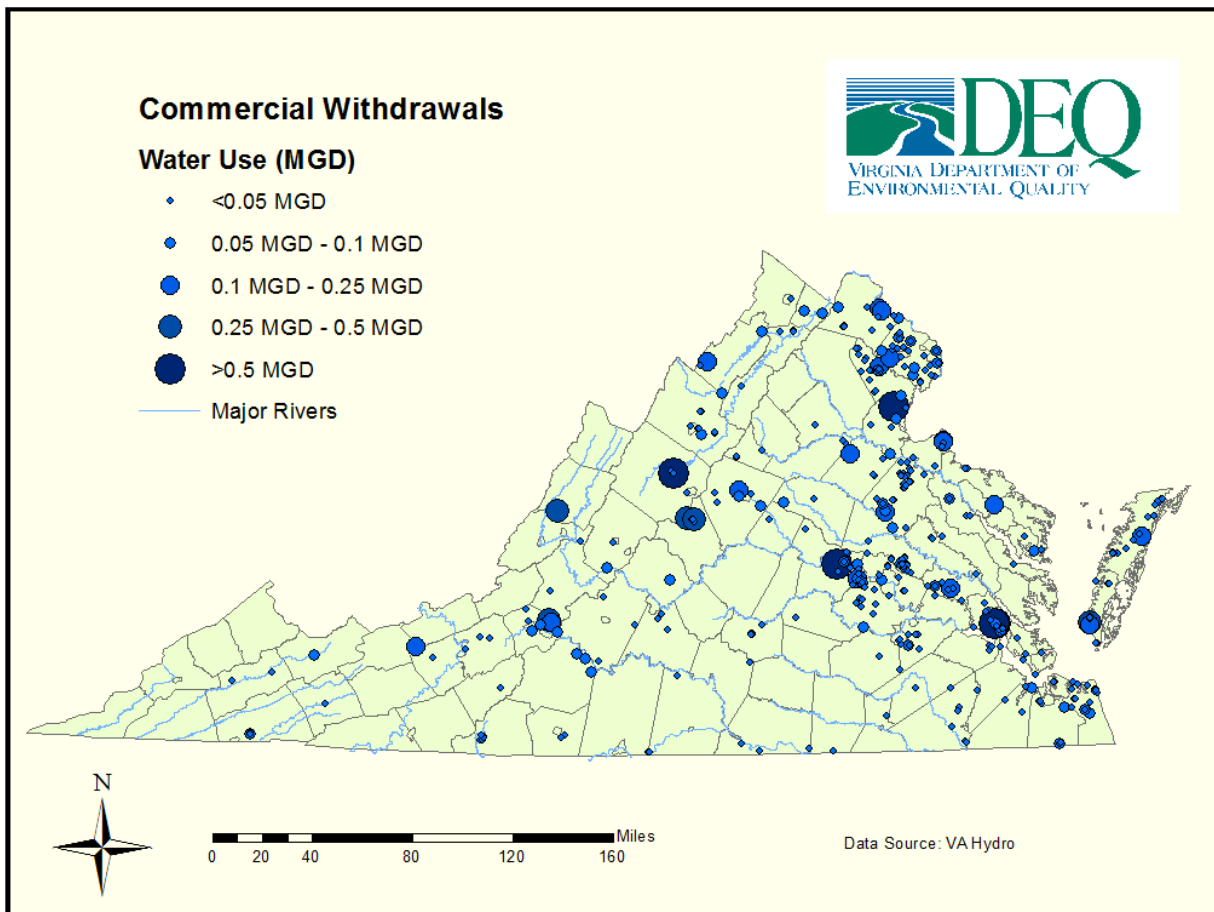 Commercial Withdrawals
Water Use (MGD)
<0.05 MGD
0.05 MGD - 0.1 MGD
0.1 MGD - 0.25 MGD
0.25 MGD - 0.5 MGD
>0.5 MGD
Major Rivers
DEQ
VIRGINIA DEPARTMENT OF
ENVIRONMENTAL QUALITY
N
Miles
0 20 40 80 120 160
Data Source: VA Hydro